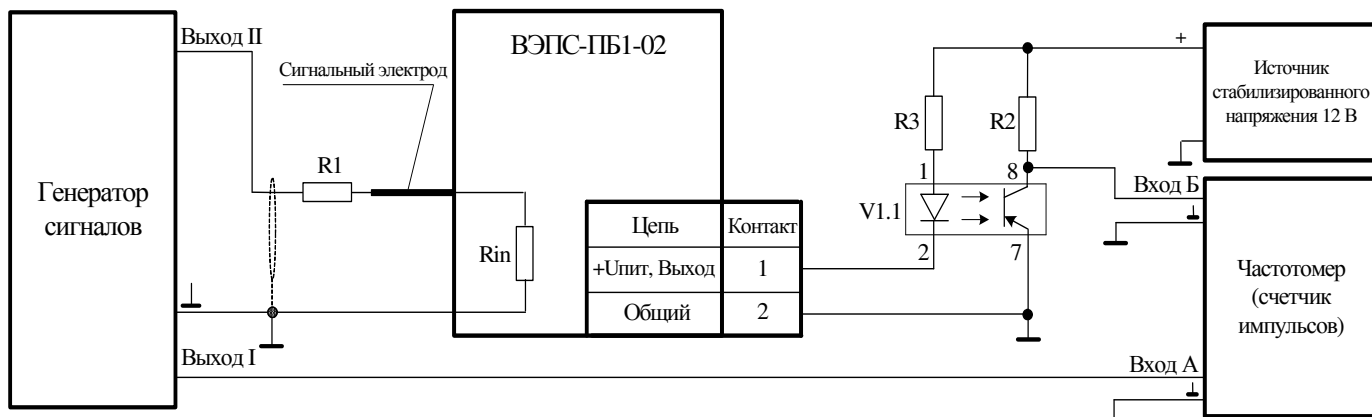 Выход II
ВЭПС-ПБ1-02
+
Источник
стабилизированного
напряжения 12 В
Сигнальный электрод
R3
R2
R1
1
8
Генератор
сигналов
V1.1
Вход Б
Цепь
Контакт
Rin
2
7
+Uпит, Выход
1
Общий
2
Частотомер
(счетчик
импульсов)
Выход I
Вход А